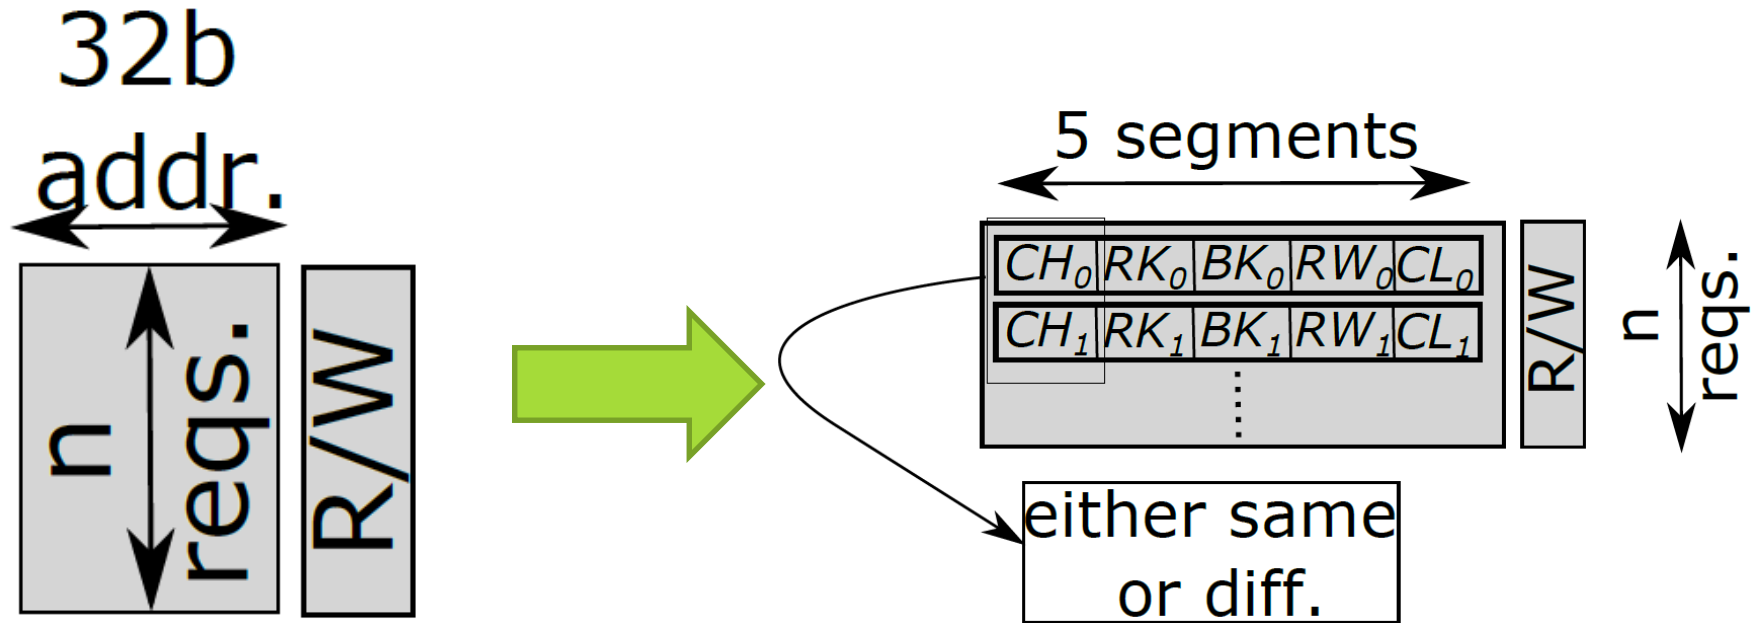 32b
addr.
n
reqs.
R/W
5 segments
CH0 RK0 BK0 RW0 CL0
CH1 RK1 BK1 RW1 CL1
R/W
n
reqs.
either same
or diff.